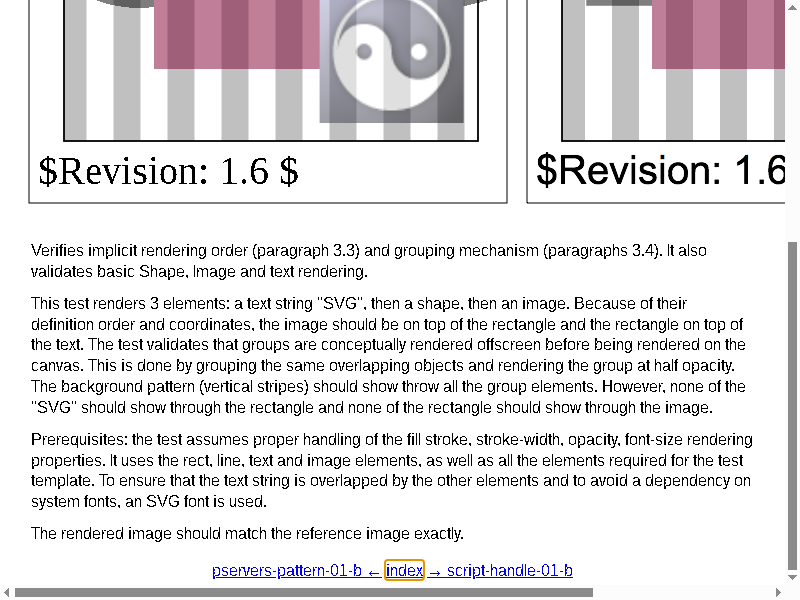 $Revision: 1.6 $
$Revision: 1.6
Verifies implicit rendering order (paragraph 3.3) and grouping mechanism (paragraphs 3.4). It also
validates basic Shape, Image and text rendering.
This test renders 3 elements: a text string "SVG", then a shape, then an image. Because of their
definition order and coordinates, the image should be on top of the rectangle and the rectangle on top of
the text. The test validates that groups are conceptually rendered offscreen before being rendered on the
canvas. This is done by grouping the same overlapping objects and rendering the group at half opacity.
The background pattern (vertical stripes) should show throw all the group elements. However, none of the
"SVG" should show through the rectangle and none of the rectangle should show through the image.
Prerequisites: the test assumes proper handling of the fill stroke, stroke-width, opacity, font-size rendering
properties. It uses the rect, line, text and image elements, as well as all the elements required for the test
template. To ensure that the text string is overlapped by the other elements and to avoid a dependency on
system fonts, an SVG font is used.
The rendered image should match the reference image exactly.
pservers-pattern-01-b ← index → script-handle-01-b